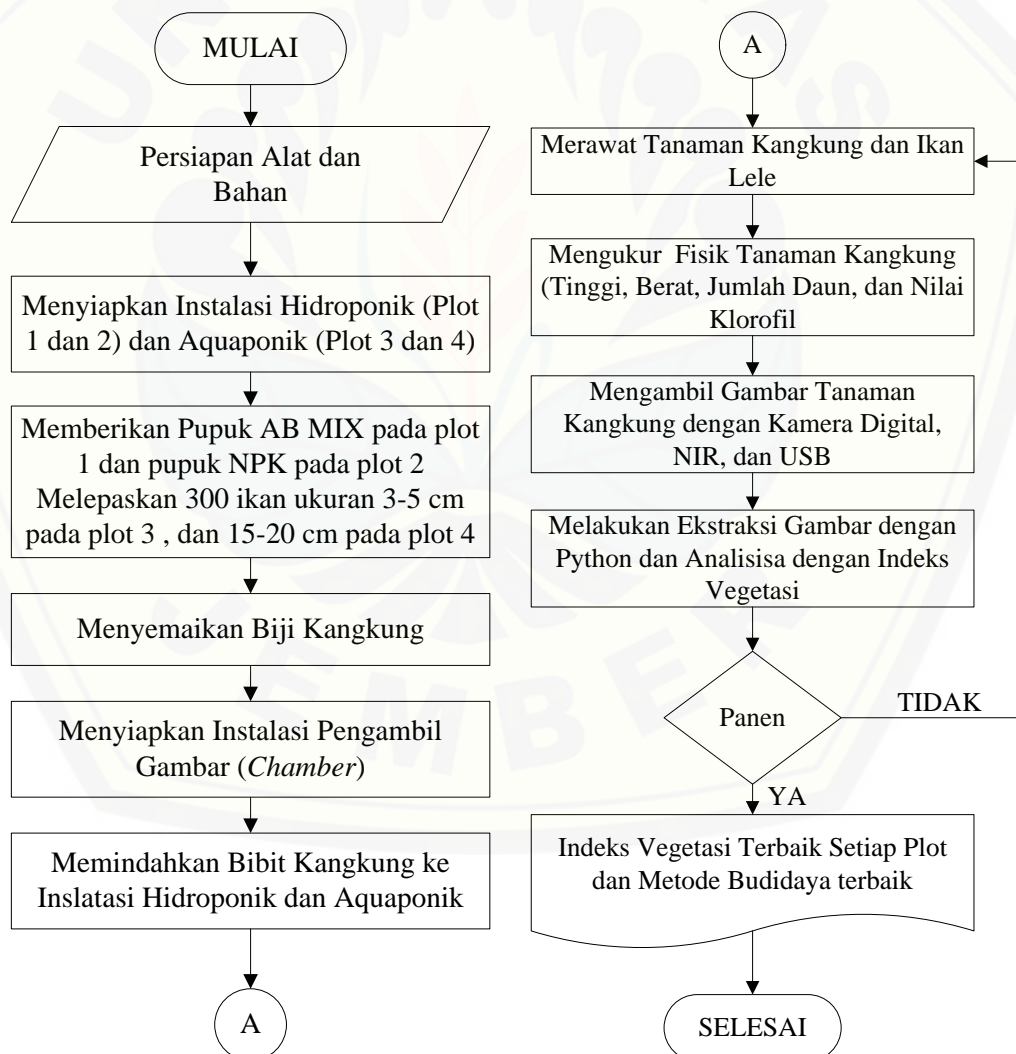 MULAI
Persiapan Alat dan
Bahan
Menyiapkan Instalasi Hidroponik (Plot
1 dan 2) dan Aquaponik (Plot 3 dan 4)
Memberikan Pupuk AB MIX pada plot
1 dan pupuk NPK pada plot 2
Melepaskan 300 ikan ukuran 3-5 cm
pada plot 3 , dan 15-20 cm pada plot 4
Menyemaikan Biji Kangkung
Menyiapkan Instalasi Pengambil
Gambar (Chamber)
Memindahkan Bibit Kangkung ke
Inslatasi Hidroponik dan Aquaponik
A
A
Merawat Tanaman Kangkung dan Ikan
Lele
Mengukur Fisik Tanaman Kangkung
(Tinggi, Berat, Jumlah Daun, dan Nilai
Klorofil
Mengambil Gambar Tanaman
Kangkung dengan Kamera Digital,
NIR, dan USB
Melakukan Ekstraksi Gambar dengan
Python dan Analisisa dengan Indeks
Vegetasi
Panen
TIDAK
YA
Indeks Vegetasi Terbaik Setiap Plot
dan Metode Budidaya terbaik
SELESAI
JEMBER